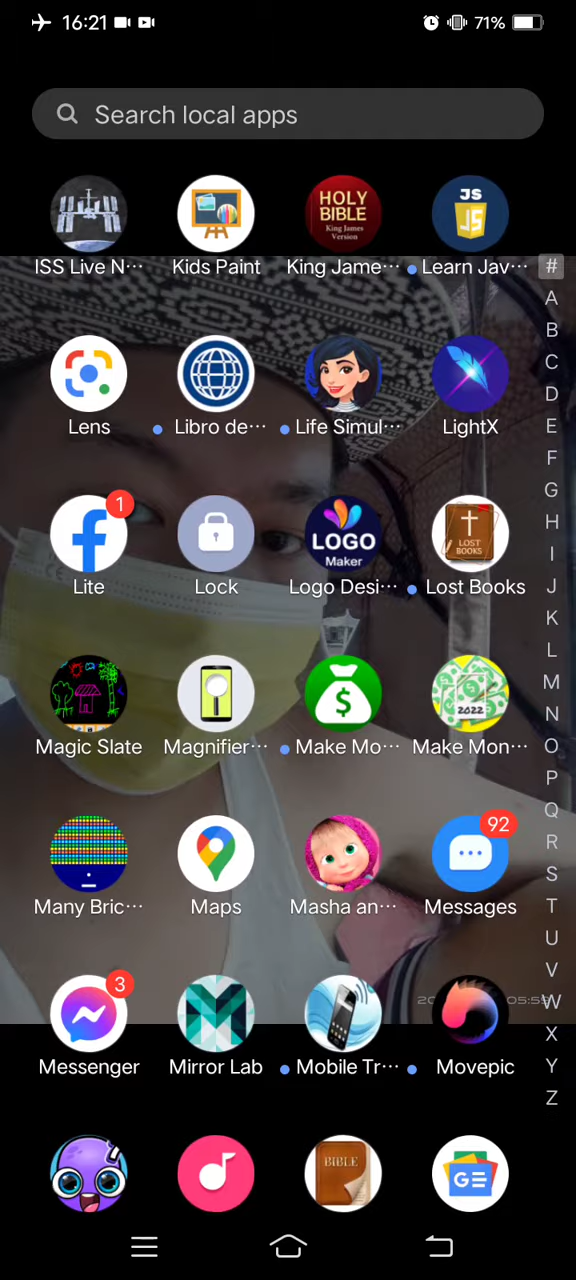 16:21
71%
Search local apps
HOLY
BIBLE
King James
Version
JS
JS
ISS Live N···
Kids Paint
King Jame···
Learn Jav···
#
A
B
C
D
E
F
G
H
I
J
K
L
M
N
O
P
Q
R
S
T
U
V
W
X
Y
Z
Lens
Libro de···
Life Simul···
LightX
1
LOGO
Maker
LOST
BOOKS
Lite
Lock
Logo Desi···
Lost Books
$
2022
Magic Slate
Magnifier···
Make Mo···
Make Mon···
92
Many Bric···
Maps
Masha an···
Messages
3
Messenger
Mirror Lab
Mobile Tr···
Movepic
BIBLE
GE